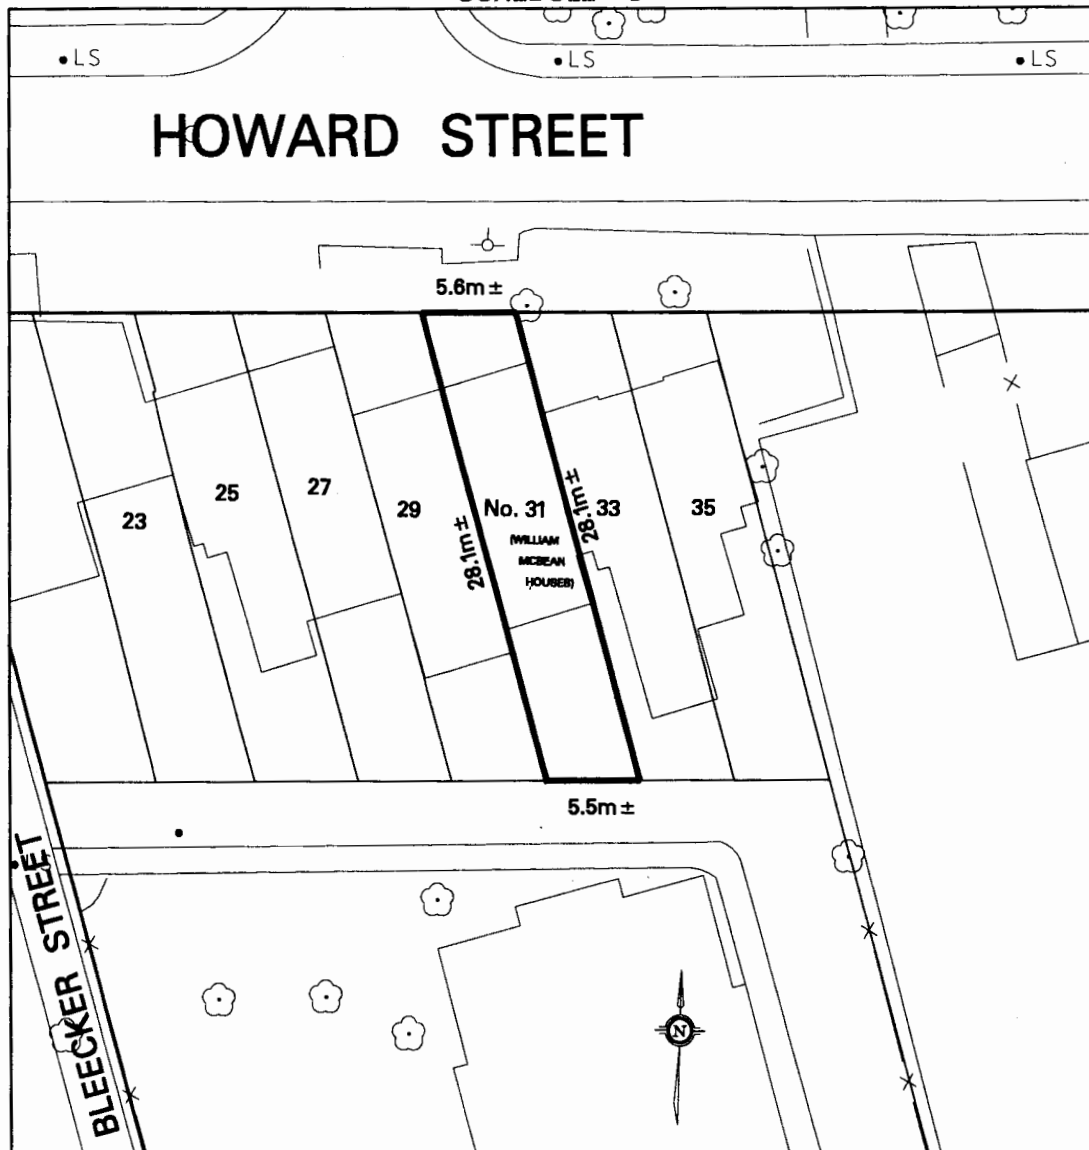 LS
LS
LS
HOWARD STREET
5.6m ±
23
25
27
29
No. 31
(WILLIAM
MCBEAN
HOUSES)
33
35
28.1m ±
28.1m ±
5.5m ±
BLEECKER STREET
N